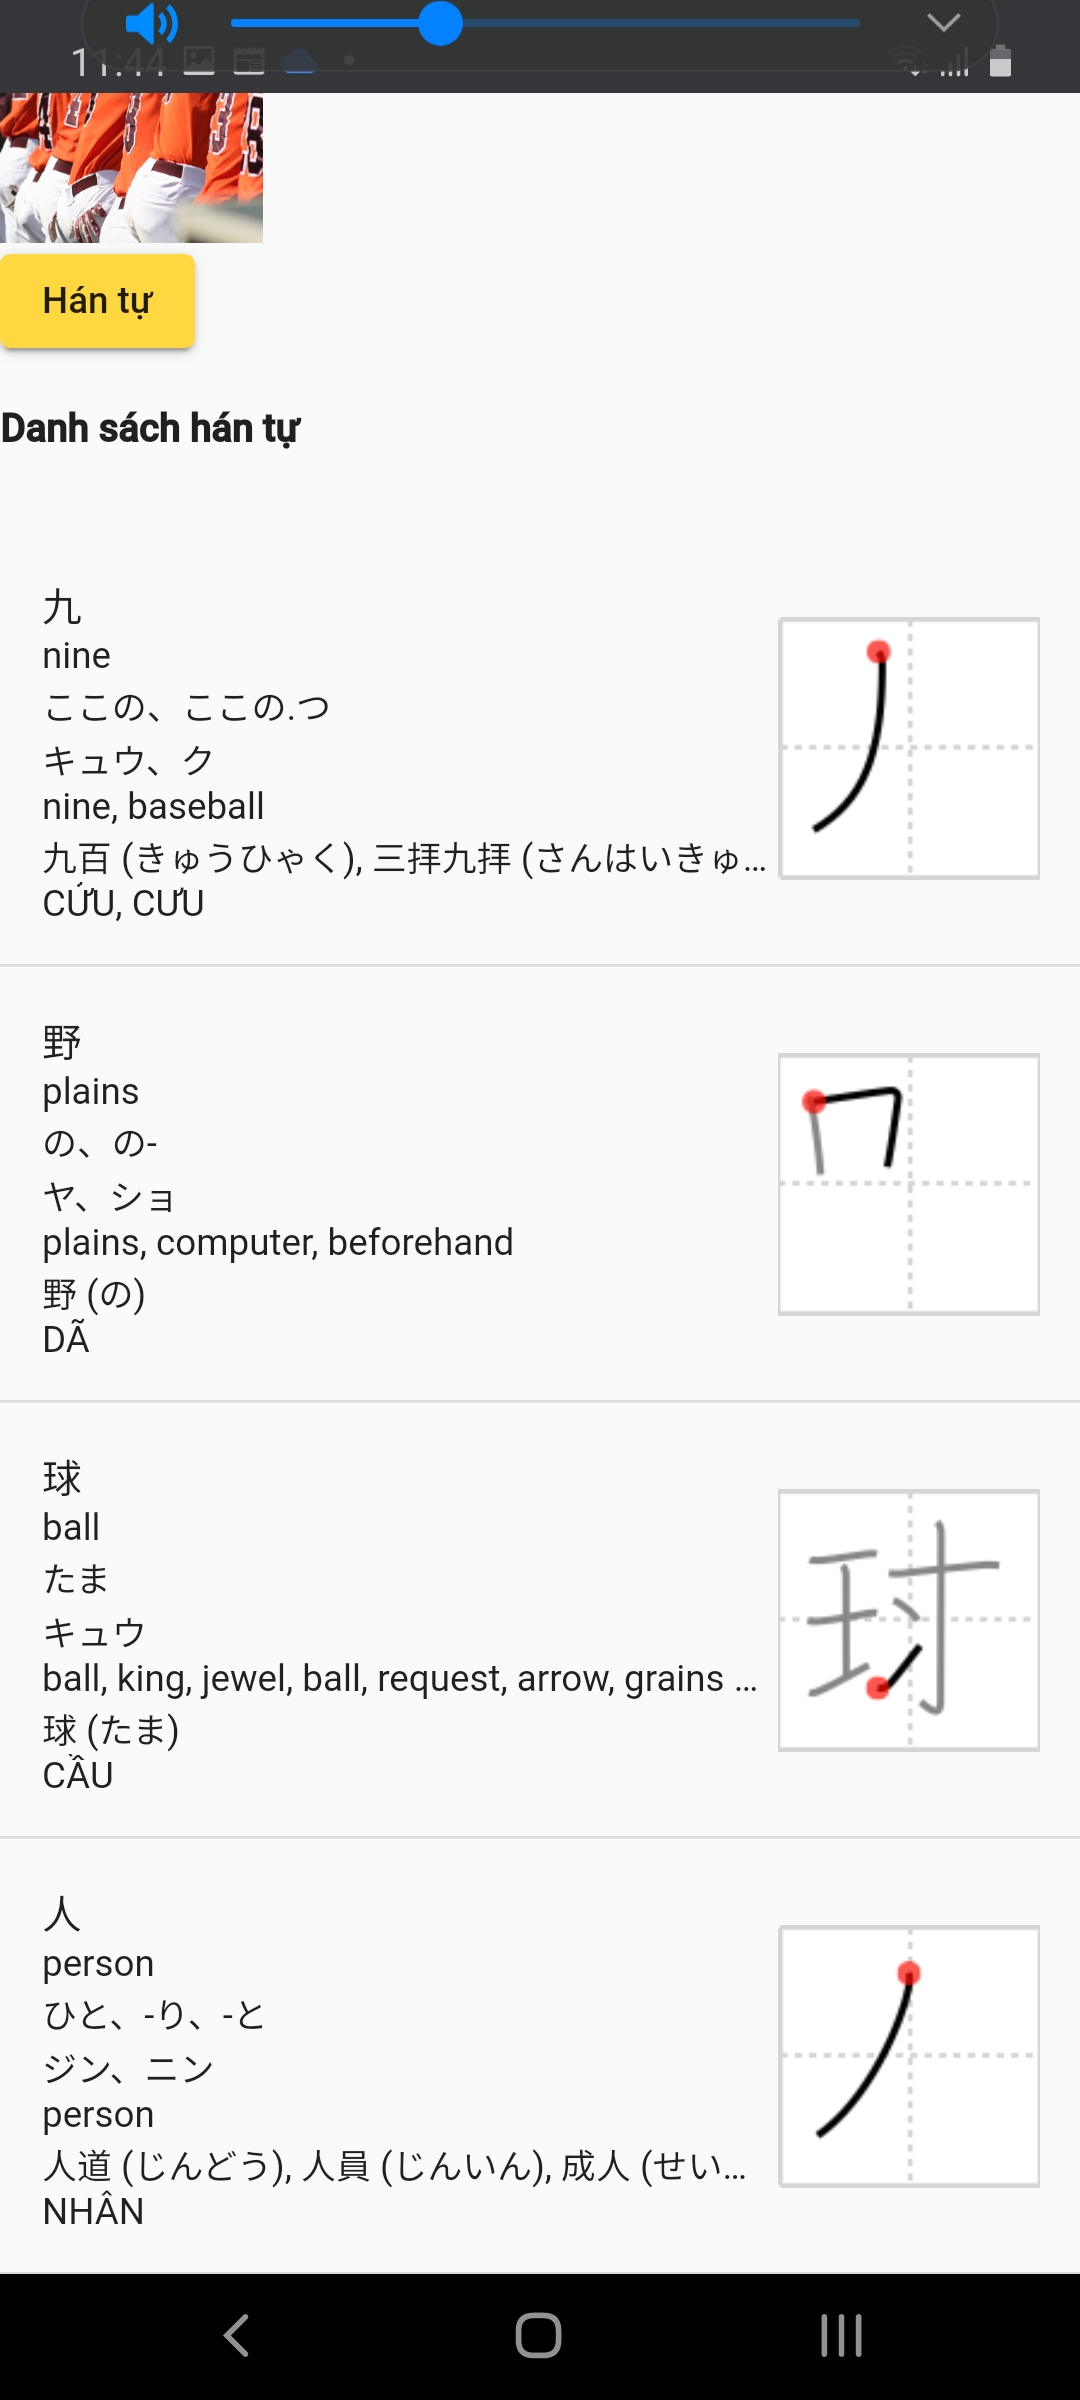 11:44
Hán tự
Danh sách hán tự
九
nine
ここの、ここの.つ
キュウ、ク
nine, baseball
九百 (きゅうひゃく), 三拝九拝 (さんはいきゅ...
CỨU, CƯU
野
plains
の、の-
ヤ、ショ
plains, computer, beforehand
野 (の)
DÃ
球
ball
たま
キュウ
ball, king, jewel, ball, request, arrow, grains ...
球 (たま)
CẦU
人
person
ひと、-り、-と
ジン、ニン
person
人道 (じんどう), 人員 (じんいん), 成人 (せい...
NHÂN